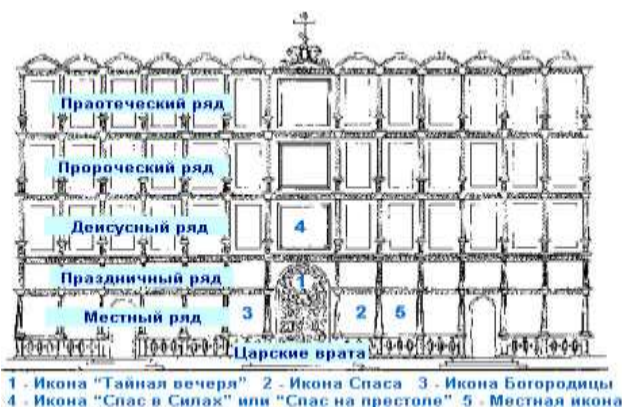 Праотеческий ряд
Пророческий ряд
Деисусный ряд
4
Праздничный ряд
1
Местный ряд
3
2
5
Царские врата
1 - Икона "Тайная вечеря" 2 - Икона Спаса 3 - Икона Богородицы
4 - Икона "Спас в Силах" или "Спас на престоле" 5 - Местная икона